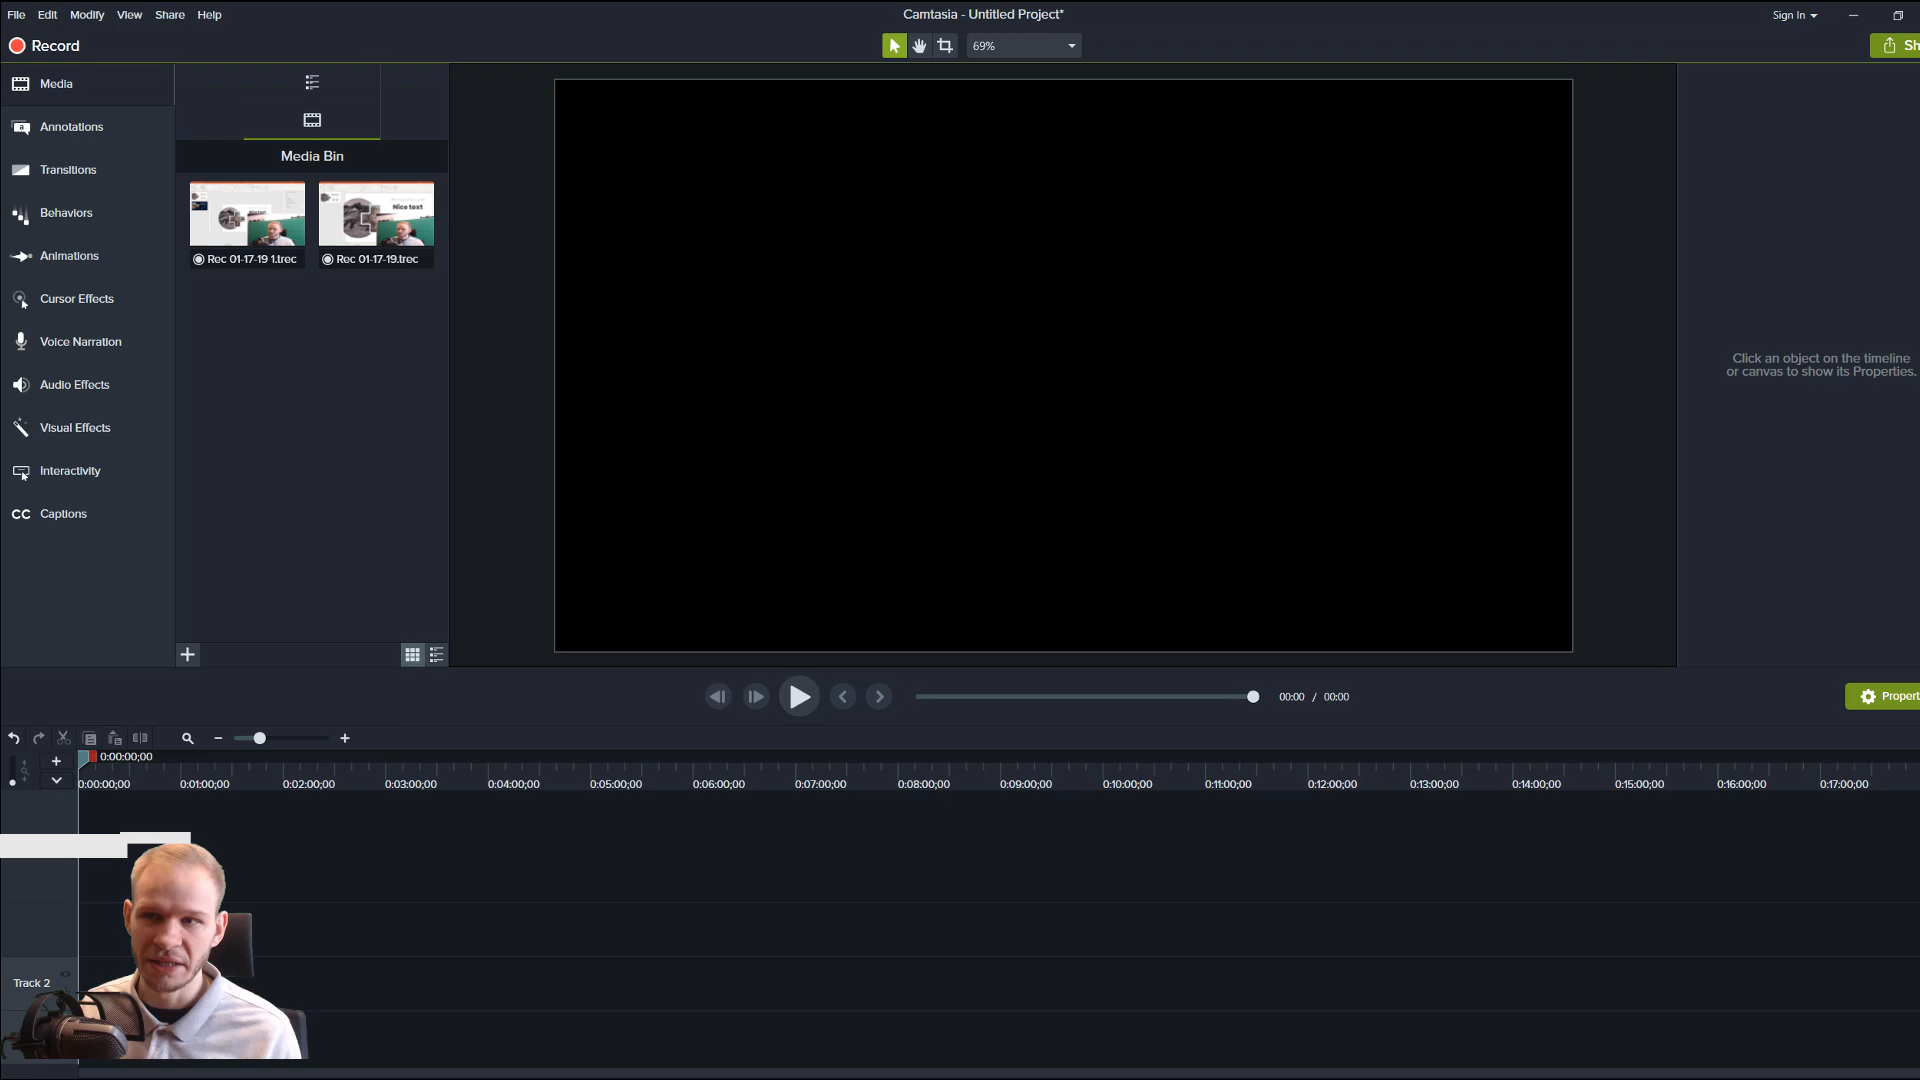 File Edit Modify View Share Help
Camtasia - Untitled Project*
Sign In
Record
69%
Sh
Media
Annotations
Transitions
Behaviors
Animations
Cursor Effects
Voice Narration
Audio Effects
Visual Effects
Interactivity
CC Captions
Media Bin
Nice text
Rec 01-17-19 1.trec
Rec 01-17-19.trec
Click an object on the timeline
or canvas to show its Properties.
00:00 / 00:00
Propert
0:00:00;00
0:00:00;00 0:01:00;00 0:02:00;00 0:03:00;00 0:04:00;00 0:05:00;00 0:06:00;00 0:07:00;00 0:08:00;00 0:09:00;00 0:10:00;00 0:11:00;00 0:12:00;00 0:13:00;00 0:14:00;00 0:15:00;00 0:16:00;00 0:17:00;00
Track 2